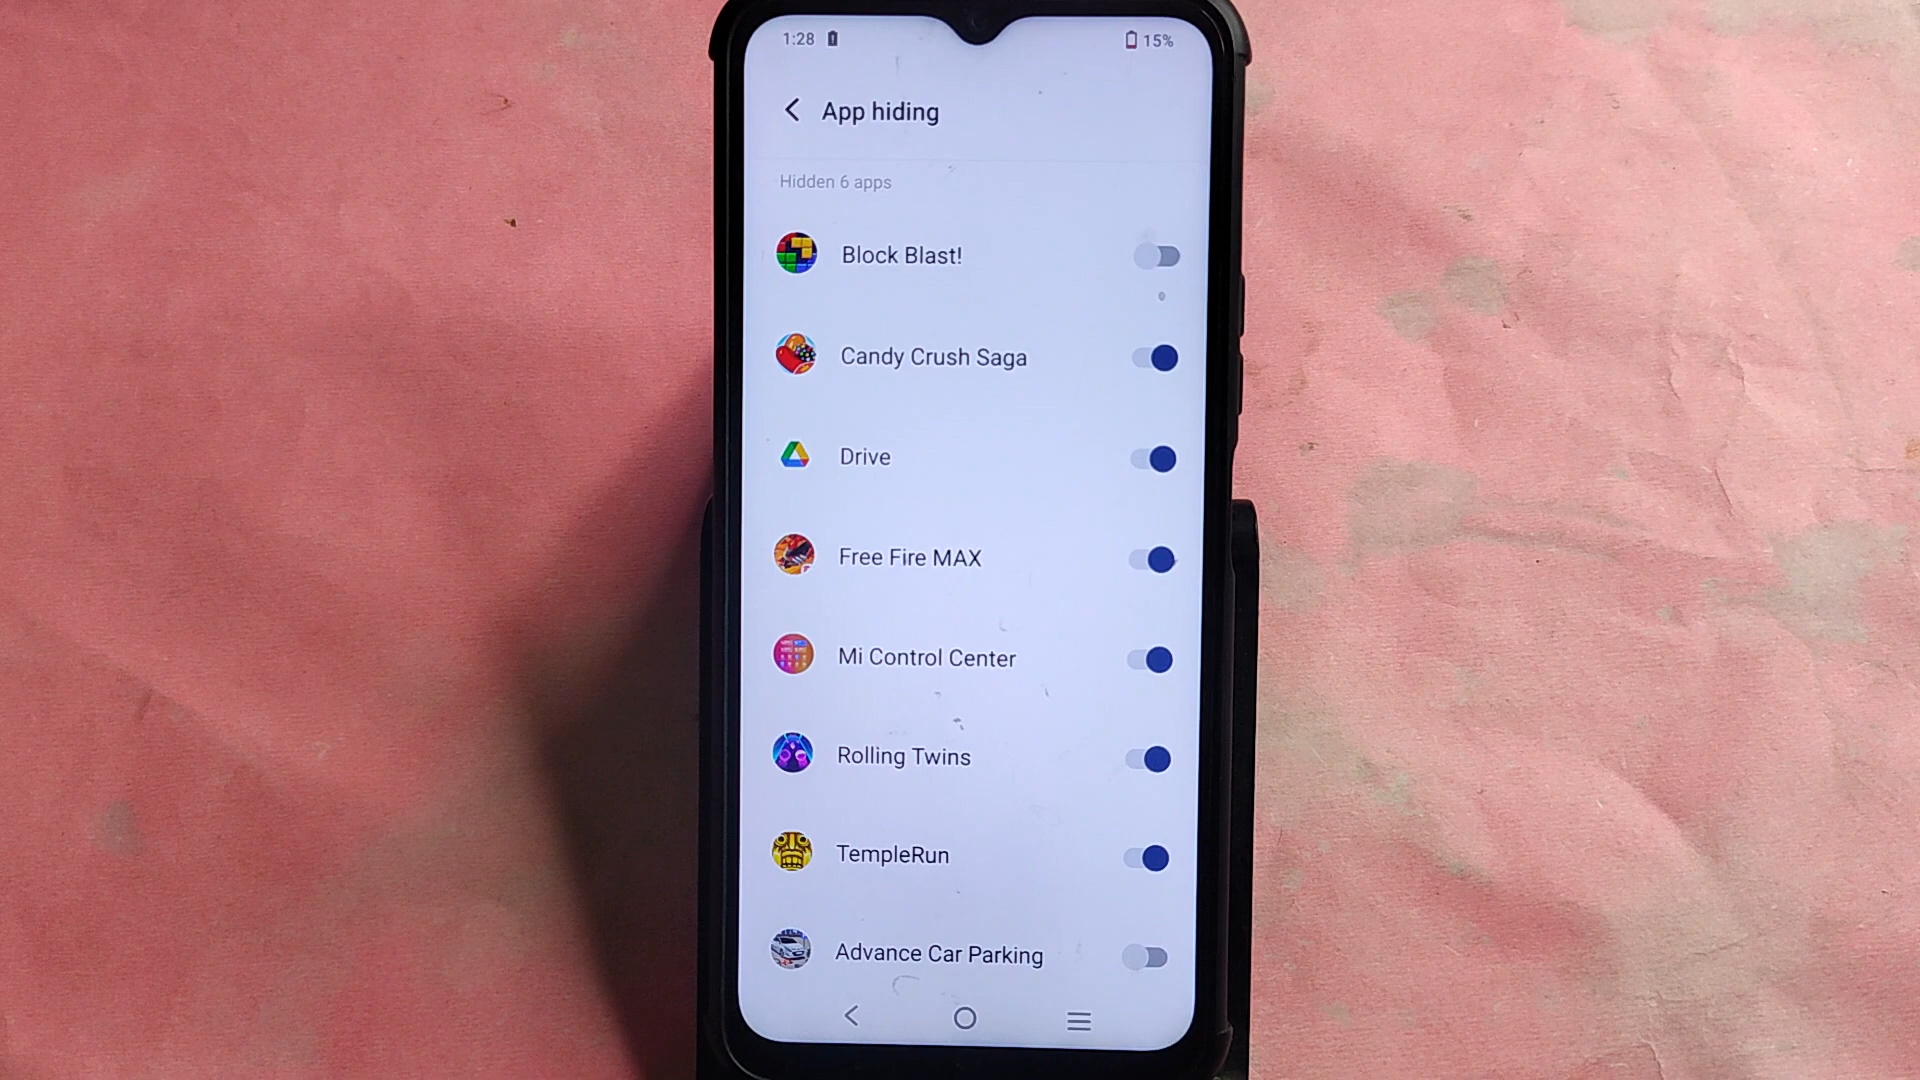 1:28 15%
App hiding
Hidden 6 apps
Block Blast!
Candy Crush Saga
Drive
Free Fire MAX
Mi Control Center
Rolling Twins
TempleRun
Advance Car Parking